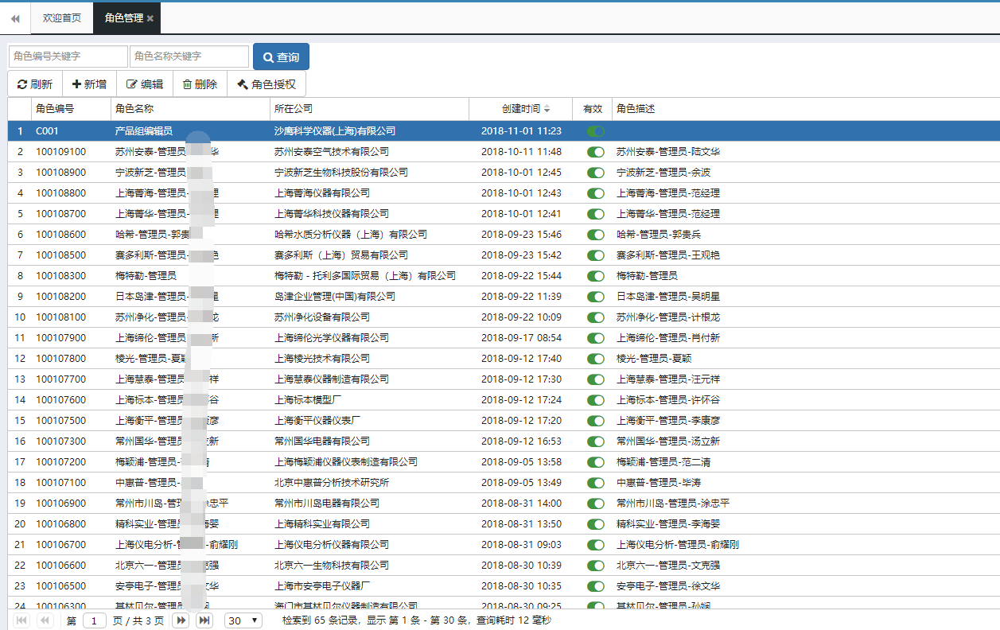 欢迎首页 角色管理
角色编号关键字 角色名称关键字 查询
刷新 新增 编辑 删除 角色授权
角色编号 角色名称 所在公司 创建时间 有效 角色描述
1 C001 产品组编辑员 沙鹰科学仪器(上海)有限公司 2018-11-01 11:23
2 100109100 苏州安泰-管理员 华 苏州安泰空气技术有限公司 2018-10-11 11:48 苏州安泰-管理员-陆文华
3 100108900 宁波新芝-管理员 宁波新芝生物科技股份有限公司 2018-10-01 12:45 宁波新芝-管理员-余波
4 100108800 上海菁海-管理员- 理 上海菁海仪器有限公司 2018-10-01 12:43 上海菁海-管理员-范经理
5 100108700 上海菁华-管理员- 理 上海菁华科技仪器有限公司 2018-10-01 12:41 上海菁华-管理员-范经理
6 100108600 哈希-管理员-郭贵 哈希水质分析仪器（上海）有限公司 2018-09-23 15:46 哈希-管理员-郭贵兵
7 100108500 赛多利斯-管理员- 艳 赛多利斯（上海）贸易有限公司 2018-09-23 15:42 赛多利斯-管理员-王观艳
8 100108300 梅特勒-管理员 梅特勒－托利多国际贸易（上海）有限公司 2018-09-22 15:44 梅特勒-管理员
9 100108200 日本岛津-管理员- 星 岛津企业管理(中国)有限公司 2018-09-22 11:39 日本岛津-管理员-吴明星
10 100108100 苏州净化-管理员- 龙 苏州净化设备有限公司 2018-09-22 10:09 苏州净化-管理员-计根龙
11 100107900 上海缔伦-管理员- 新 上海缔伦光学仪器有限公司 2018-09-17 08:54 上海缔伦-管理员-肖付新
12 100107800 棱光-管理员-夏 上海棱光技术有限公司 2018-09-12 17:40 棱光-管理员-夏颖
13 100107700 上海慧泰-管理员 祥 上海慧泰仪器制造有限公司 2018-09-12 17:30 上海慧泰-管理员-汪元祥
14 100107600 上海标本-管理员 谷 上海标本模型厂 2018-09-12 17:24 上海标本-管理员-许怀谷
15 100107500 上海衡平-管理员 彦 上海衡平仪器仪表厂 2018-09-12 17:20 上海衡平-管理员-李康彦
16 100107300 常州国华-管理员 立新 常州国华电器有限公司 2018-09-12 16:53 常州国华-管理员-汤立新
17 100107200 梅颖浦-管理员- 清 上海梅颖浦仪器仪表制造有限公司 2018-09-05 13:58 梅颖浦-管理员-范二清
18 100107100 中惠普-管理员- 北京中惠普分析技术研究所 2018-09-05 13:49 中惠普-管理员-毕涛
19 100106900 常州市川岛-管 涂忠平 常州市川岛电器有限公司 2018-08-31 14:00 常州市川岛-管理员-涂忠平
20 100106800 精科实业-管理 海婴 上海精科实业有限公司 2018-08-31 13:50 精科实业-管理员-李海婴
21 100106700 上海仪电分析- -俞耀刚 上海仪电分析仪器有限公司 2018-08-31 09:03 上海仪电分析-管理员-俞耀刚
22 100106600 北京六一-管理 克强 北京六一生物科技有限公司 2018-08-30 10:39 北京六一-管理员-文克强
23 100106500 安亭电子-管理 文华 上海市安亭电子仪器厂 2018-08-30 10:35 安亭电子-管理员-徐文华
24 100106300 基林贝尔-管理 娴 海门市其林贝尔仪器制造有限公司 2018-08-30 09:25 其林贝尔-管理员-孙娴
第 1 页 / 共 3 页 30 检索到 65 条记录，显示 第 1 条 - 第 30 条，查询耗时 12 毫秒